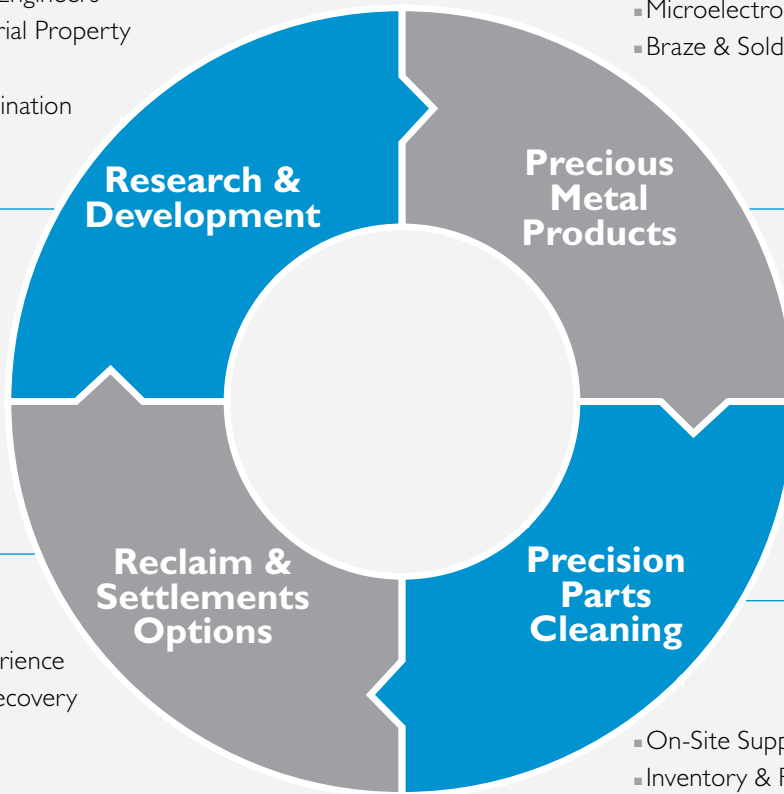 rial Property
ination
Microelectro
Braze & Sold
Research &
Development
Precious
Metal
Products
Reclaim &
Settlements
Options
Precision
Parts
Cleaning
rience
ecovery
On-Site Supp
Inventory &